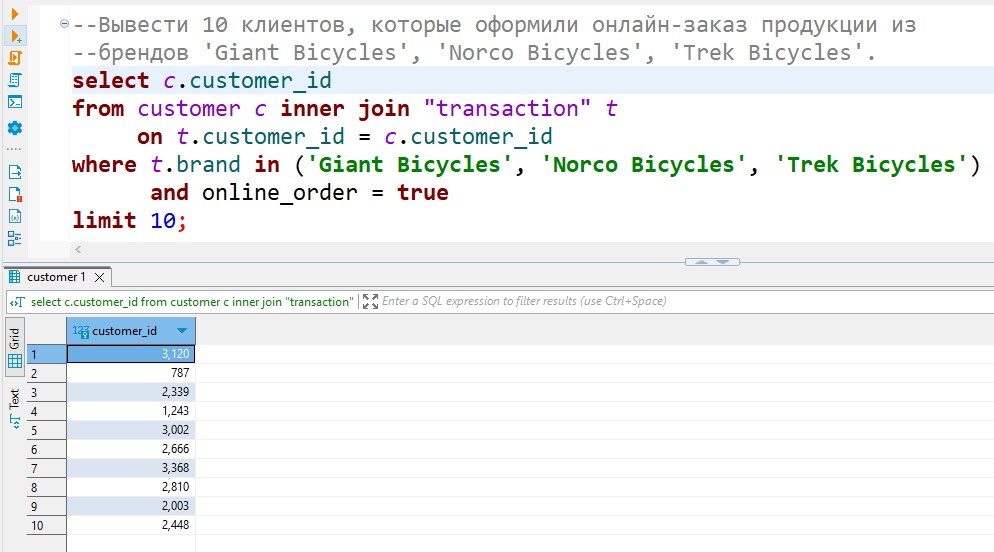 --Вывести 10 клиентов, которые оформили онлайн-заказ продукции из
--брендов 'Giant Bicycles', 'Norco Bicycles', 'Trek Bicycles'.
select c.customer_id
from customer c inner join "transaction" t
on t.customer_id = c.customer_id
where t.brand in ('Giant Bicycles', 'Norco Bicycles', 'Trek Bicycles')
and online_order = true
limit 10;
customer 1
select c.customer_id from customer c inner join "transaction"
Enter a SQL expression to filter results (use Ctrl+Space)
Grid
Text
123 customer_id
1 3,120
2 787
3 2,339
4 1,243
5 3,002
6 2,666
7 3,368
8 2,810
9 2,003
10 2,448